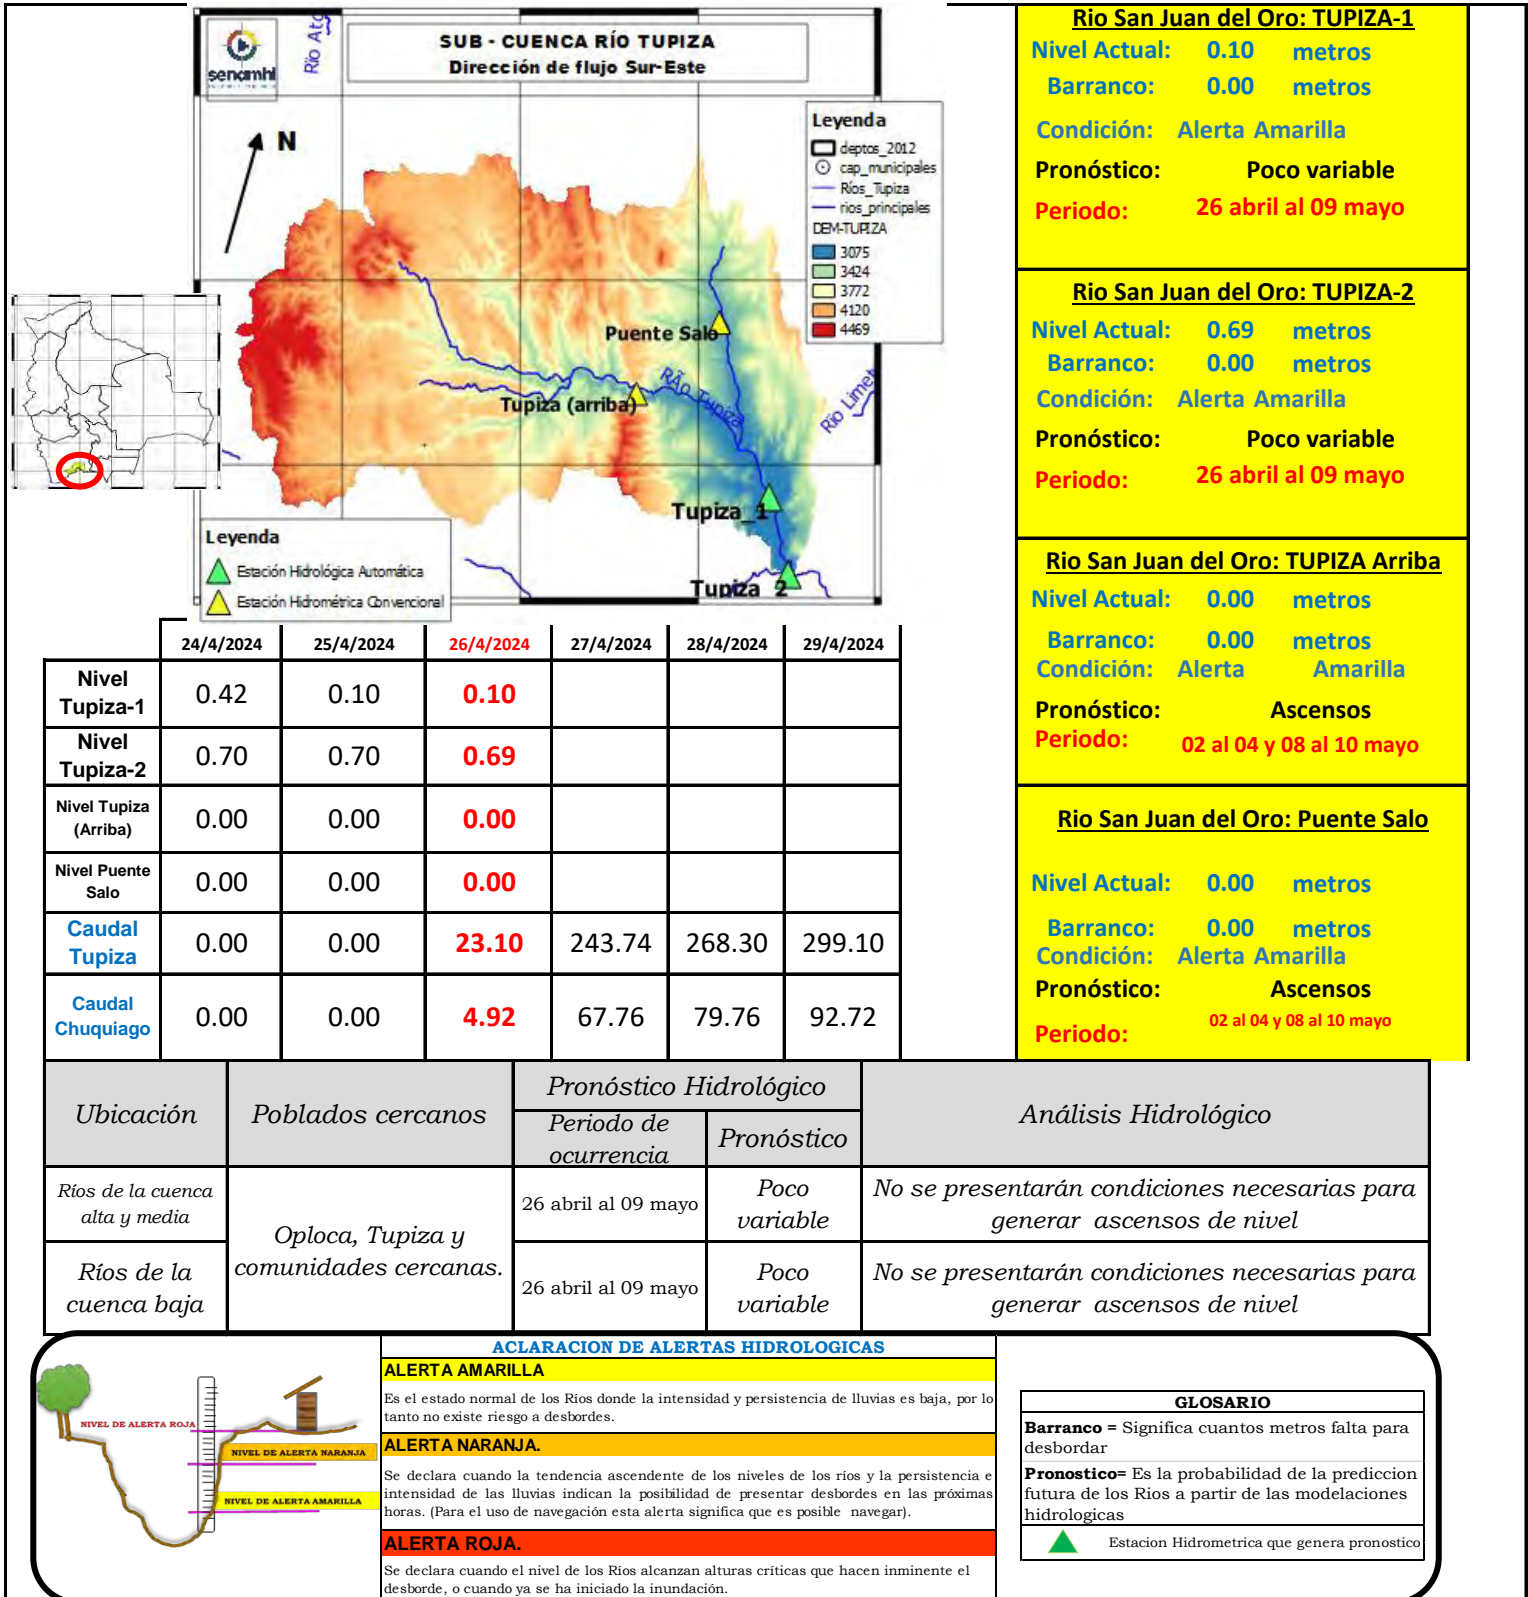 senamhi
Río Ato
SUB - CUENCA RÍO TUPIZA
Dirección de flujo Sur-Este
N
Leyenda
deptos_2012
cap_municipales
Ríos_Tupiza
rios_principales
DEM-TUPIZA
3075
3424
3772
4120
4469
Puente Salo
Tupiza (arriba)
RÃo Tupiza
Rio Limet
Tupiza_1
Tupiza_2
Leyenda
Estación Hidrológica Automática
Estación Hidrométrica Convencional
Rio San Juan del Oro: TUPIZA-1
Nivel Actual: 0.10 metros
Barranco: 0.00 metros
Condición: Alerta Amarilla
Pronóstico: Poco variable
Periodo: 26 abril al 09 mayo
Rio San Juan del Oro: TUPIZA-2
Nivel Actual: 0.69 metros
Barranco: 0.00 metros
Condición: Alerta Amarilla
Pronóstico: Poco variable
Periodo: 26 abril al 09 mayo
Rio San Juan del Oro: TUPIZA Arriba
Nivel Actual: 0.00 metros
Barranco: 0.00 metros
Condición: Alerta Amarilla
Pronóstico: Ascensos
Periodo: 02 al 04 y 08 al 10 mayo
Rio San Juan del Oro: Puente Salo
Nivel Actual: 0.00 metros
Barranco: 0.00 metros
Condición: Alerta Amarilla
Pronóstico: Ascensos
Periodo: 02 al 04 y 08 al 10 mayo
24/4/2024 25/4/2024 26/4/2024 27/4/2024 28/4/2024 29/4/2024
Nivel
Tupiza-1 0.42 0.10 0.10
Nivel
Tupiza-2 0.70 0.70 0.69
Nivel Tupiza
(Arriba) 0.00 0.00 0.00
Nivel Puente
Salo 0.00 0.00 0.00
Caudal
Tupiza 0.00 0.00 23.10 243.74 268.30 299.10
Caudal
Chuquiago 0.00 0.00 4.92 67.76 79.76 92.72
Ubicación Poblados cercanos Pronóstico Hidrológico Análisis Hidrológico
Periodo de
ocurrencia Pronóstico
Ríos de la cuenca
alta y media
Oploca, Tupiza y
comunidades cercanas.
26 abril al 09 mayo
Poco
variable
No se presentarán condiciones necesarias para
generar ascensos de nivel
Ríos de la
cuenca baja
26 abril al 09 mayo
Poco
variable
No se presentarán condiciones necesarias para
generar ascensos de nivel
NIVEL DE ALERTA ROJA
NIVEL DE ALERTA NARANJA
NIVEL DE ALERTA AMARILLA
ACLARACION DE ALERTAS HIDROLOGICAS
ALERTA AMARILLA
Es el estado normal de los Ríos donde la intensidad y persistencia de lluvias es baja, por lo
tanto no existe riesgo a desbordes.
ALERTA NARANJA.
Se declara cuando la tendencia ascendente de los niveles de los ríos y la persistencia e
intensidad de las lluvias indican la posibilidad de presentar desbordes en las próximas
horas. (Para el uso de navegación esta alerta significa que es posible navegar).
ALERTA ROJA.
Se declara cuando el nivel de los Ríos alcanzan alturas críticas que hacen inminente el
desborde, o cuando ya se ha iniciado la inundación.
GLOSARIO
Barranco = Significa cuantos metros falta para
desbordar
Pronostico= Es la probabilidad de la prediccion
futura de los Rios a partir de las modelaciones
hidrologicas
Estacion Hidrometrica que genera pronostico